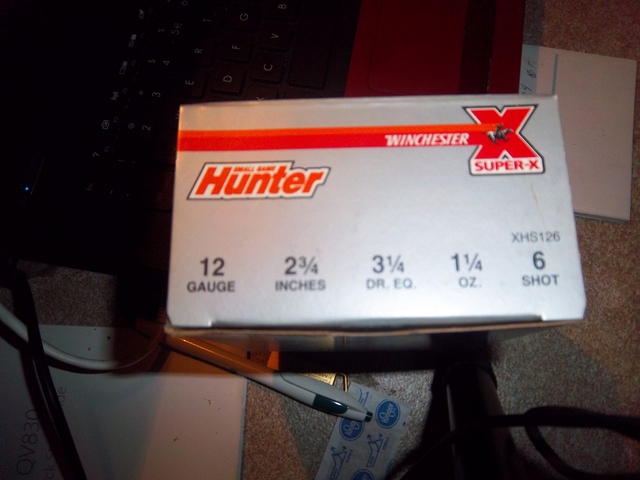 WINCHESTER
X
SUPER-X
SMALL GAME
Hunter
XHS126
12 2¾ 3¼ 1¼ 6
GAUGE INCHES DR. EQ. OZ. SHOT
QV830